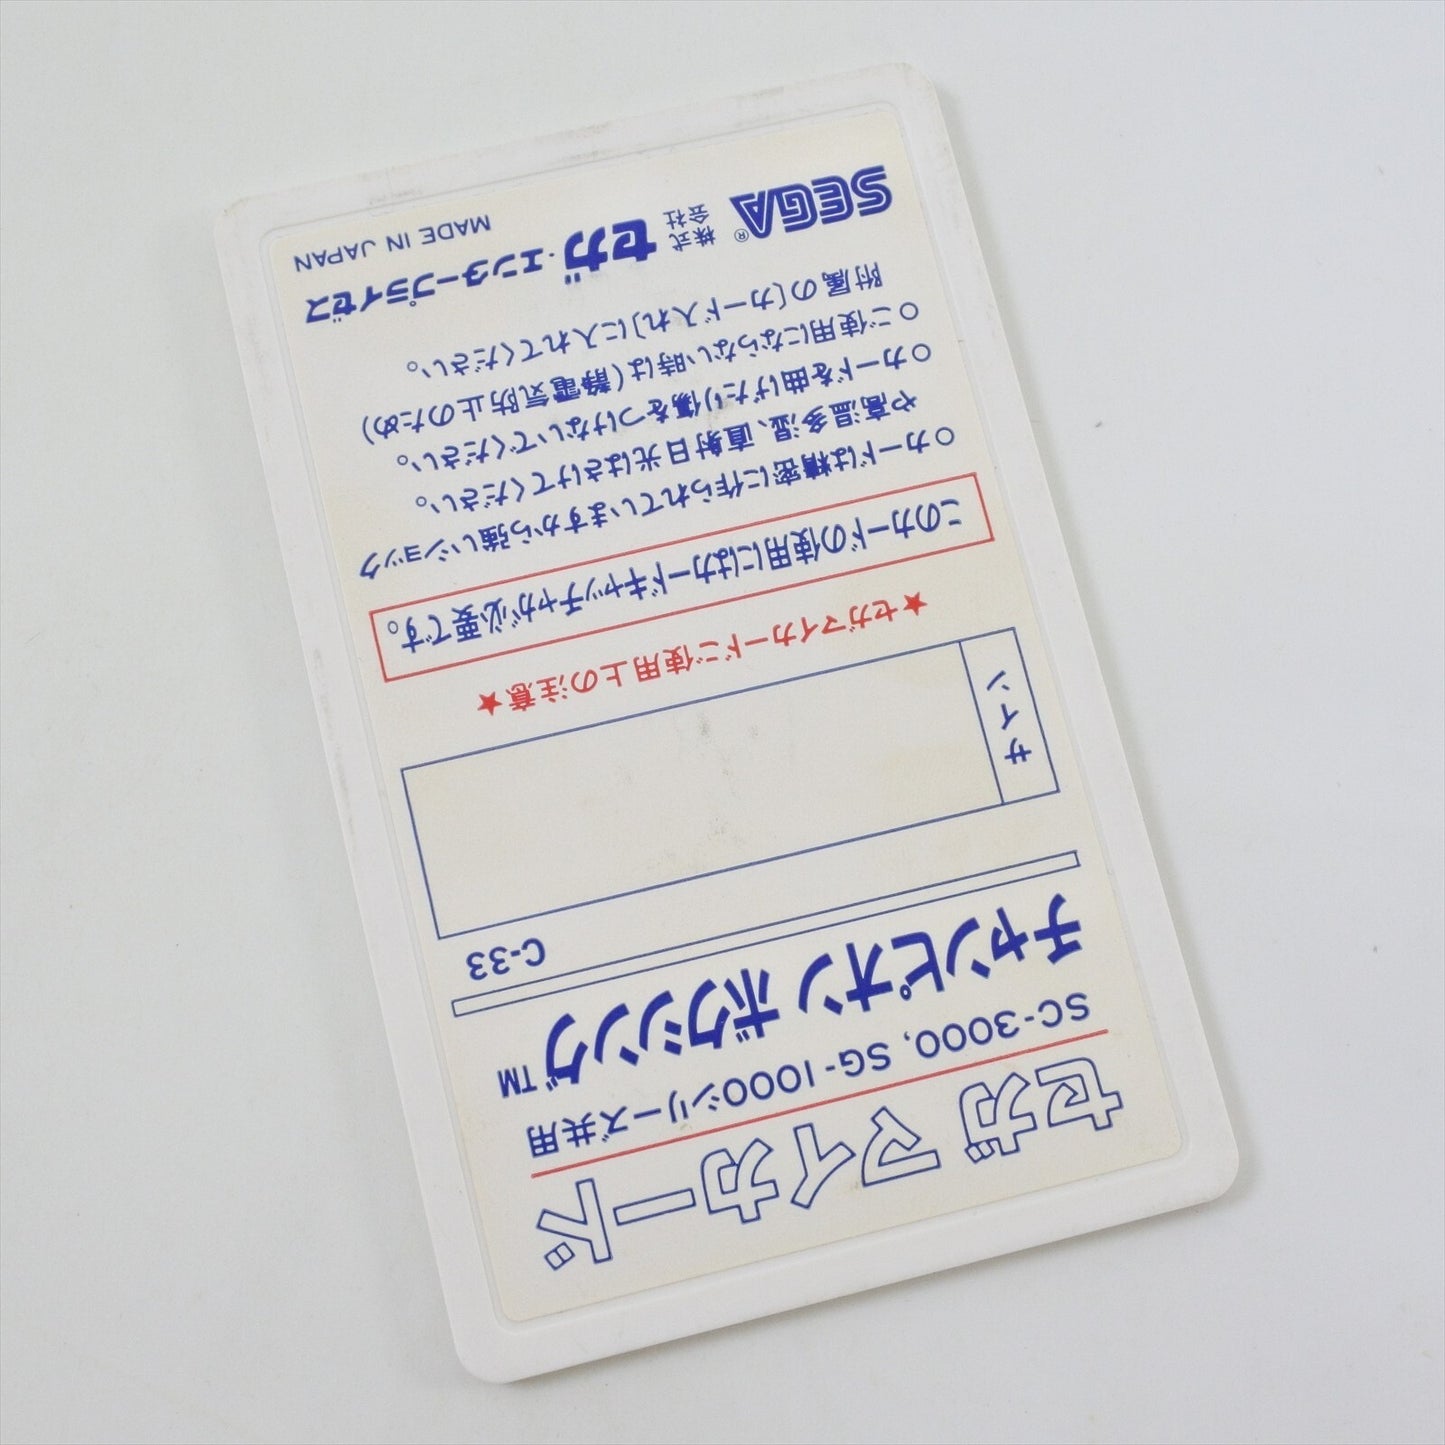 セガ マイカード
SC-3000, SG-1000シリーズ共用
チャンピオン ボクシング™
C-33
サイン
★セガマイカードご使用上の注意★
このカードの使用にはカードキャッチャが必要です。
○カードは精密に作られていますから強いショック
や高温多湿、直射日光はさけてください。
○カードを曲げたり傷をつけないでください。
○ご使用にならない時は(静電気防止のため)
附属の〔カード入れ〕に入れてください。
SEGA® 株式会社 セガ・エンタープライゼス
MADE IN JAPAN